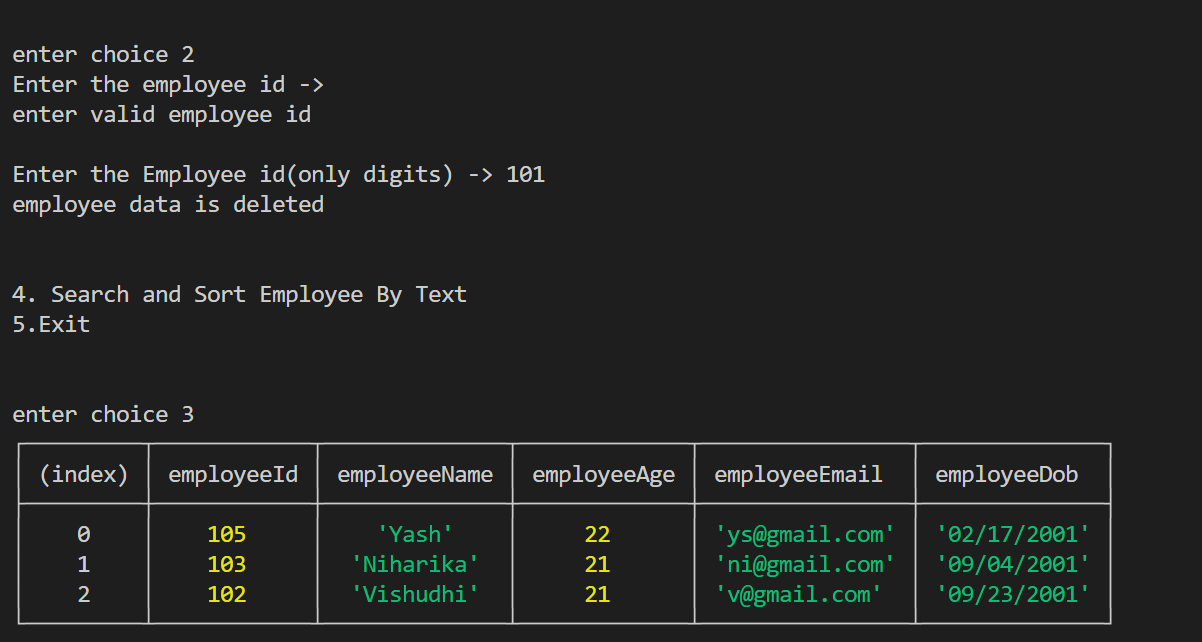 enter choice 2
Enter the employee id ->
enter valid employee id
Enter the Employee id(only digits) -> 101
employee data is deleted
4. Search and Sort Employee By Text
5.Exit
enter choice 3
(index) employeeId employeeName employeeAge employeeEmail employeeDob
0 105 'Yash' 22 'ys@gmail.com' '02/17/2001'
1 103 'Niharika' 21 'ni@gmail.com' '09/04/2001'
2 102 'Vishudhi' 21 'v@gmail.com' '09/23/2001'